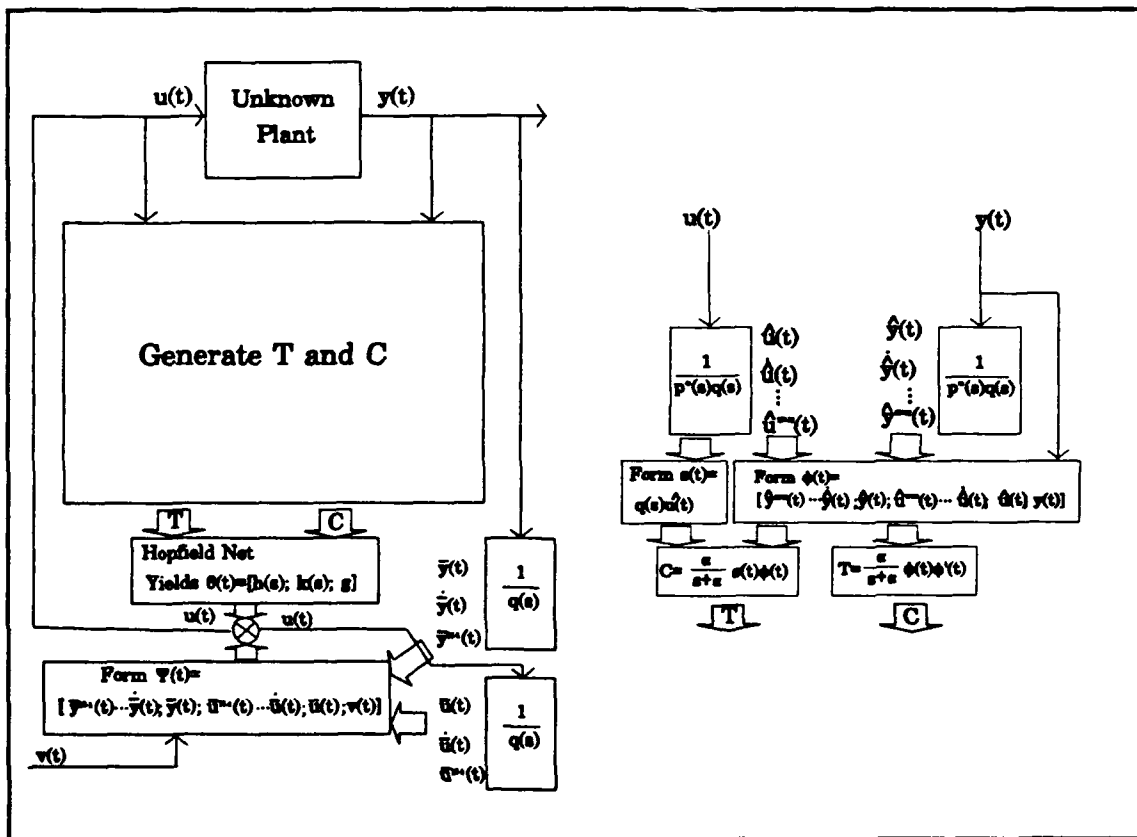 u(t)
Unknown
Plant
y(t)
Generate T and C
T
C
Hopfield Net
Yields θ(t)=[h(s); k(s); g]
u(t)
u(t)
Form Ψ(t)=
v(t)
ȳ(t)
ẏ̄(t)
1
q(s)
ū(t)
u̇̄(t)
1
q(s)
u(t)
y(t)
1
p*(s)q(s)
û(t)
û̇(t)
⋮
ŷ(t)
ŷ̇(t)
⋮
1
p*(s)q(s)
Form s(t)=
q(s)û(t)
Form ϕ(t)=
C= α/s+α s(t)ϕ(t)
T= α/s+α ϕ(t)ϕ'(t)
T
C